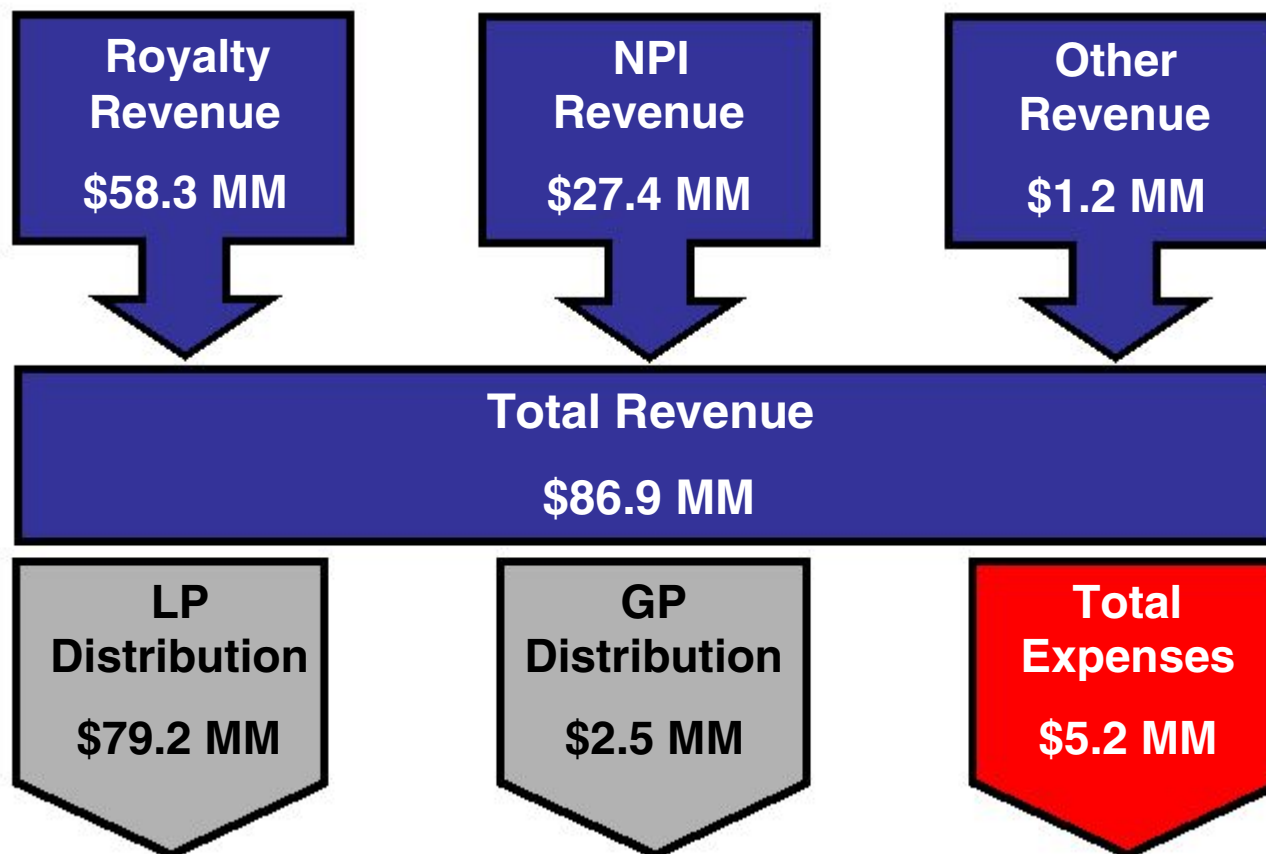 Royalty
Revenue
$58.3 MM
NPI
Revenue
$27.4 MM
Other
Revenue
$1.2 MM
Total Revenue
$86.9 MM
LP
Distribution
$79.2 MM
GP
Distribution
$2.5 MM
Total
Expenses
$5.2 MM